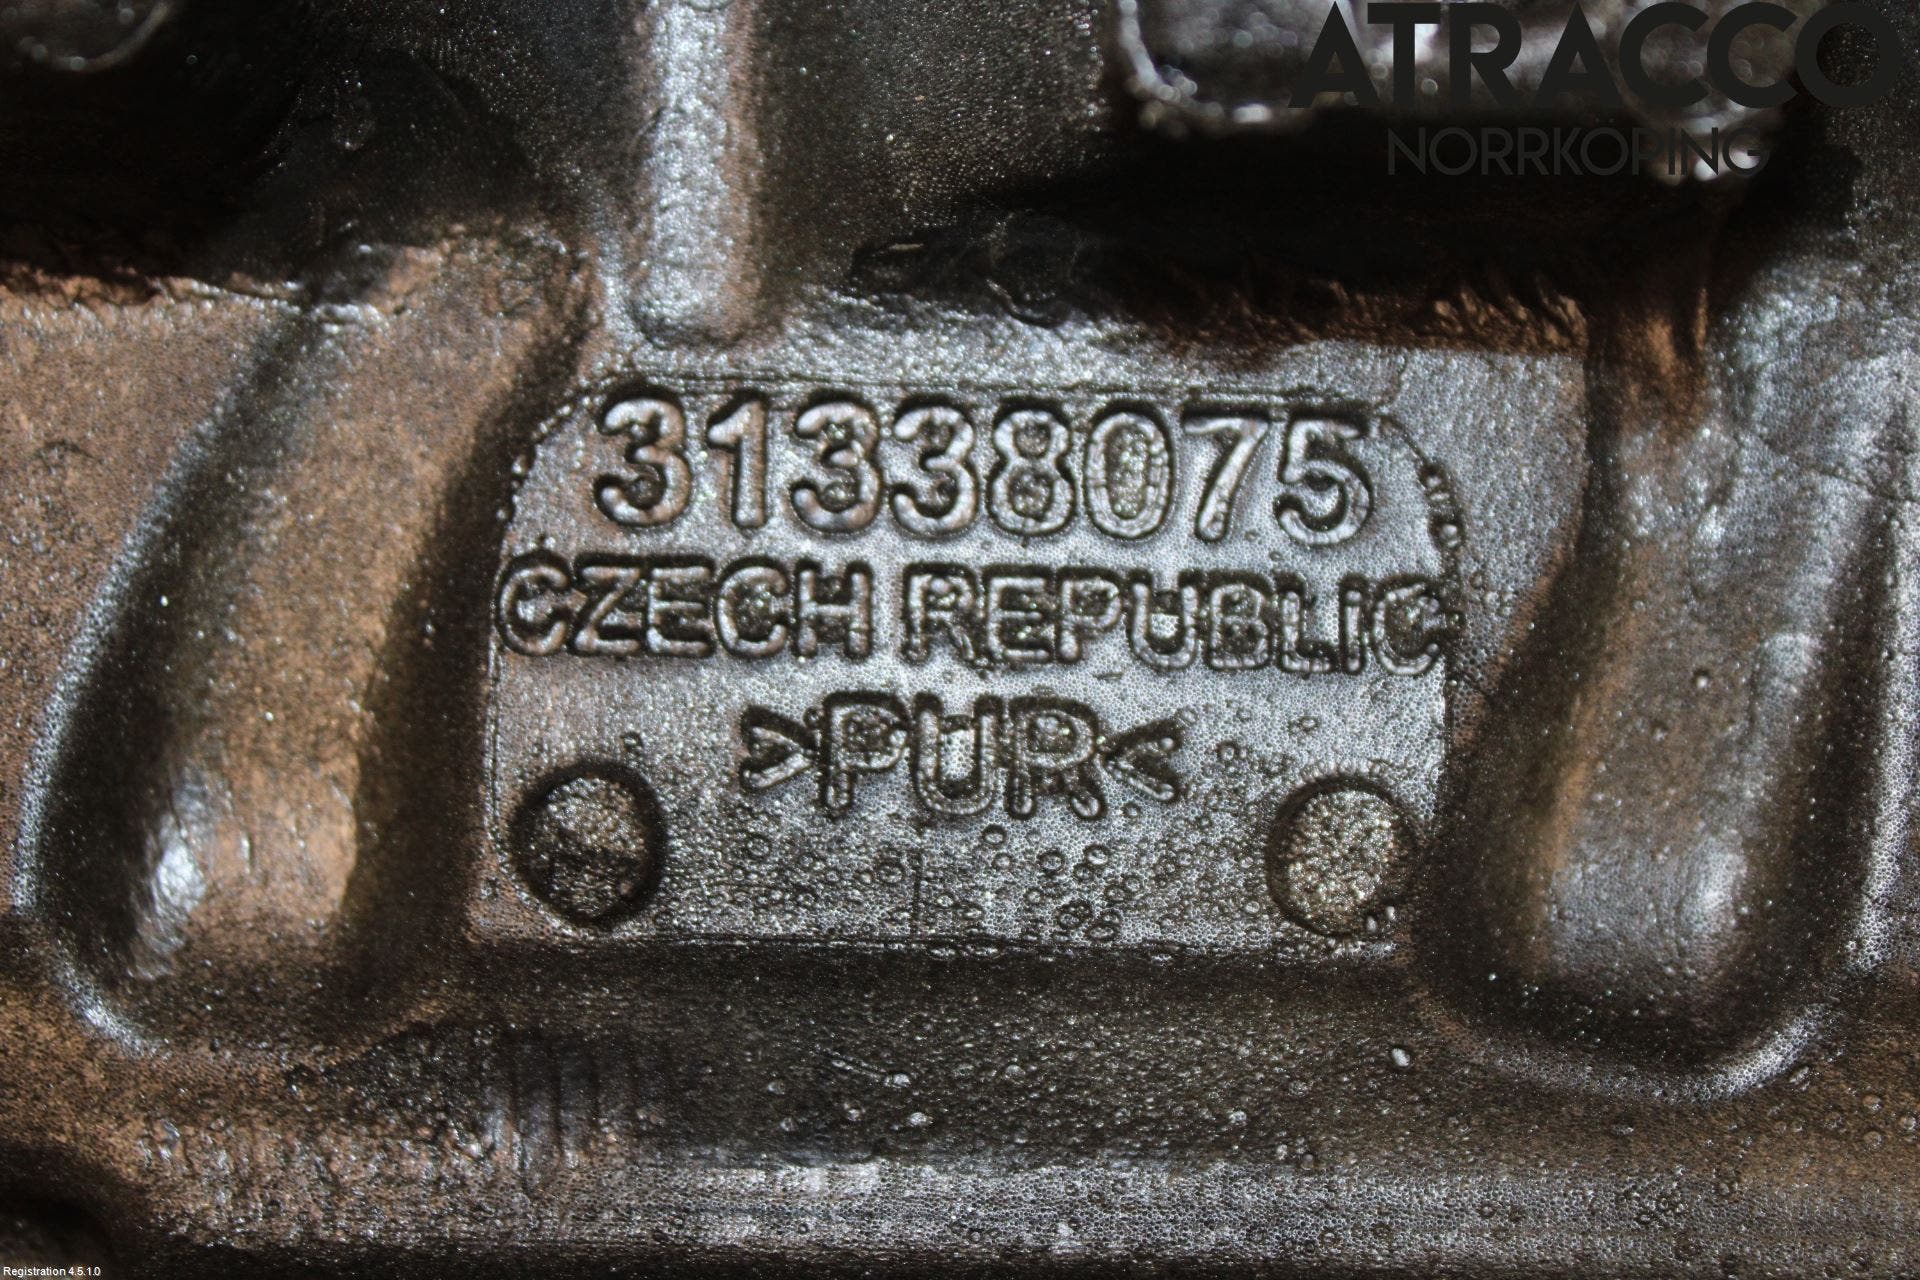 ATRACCO
NORRKOPING
31338075
CZECH REPUBLIC
>PUR<
Registration 4.5.1.0